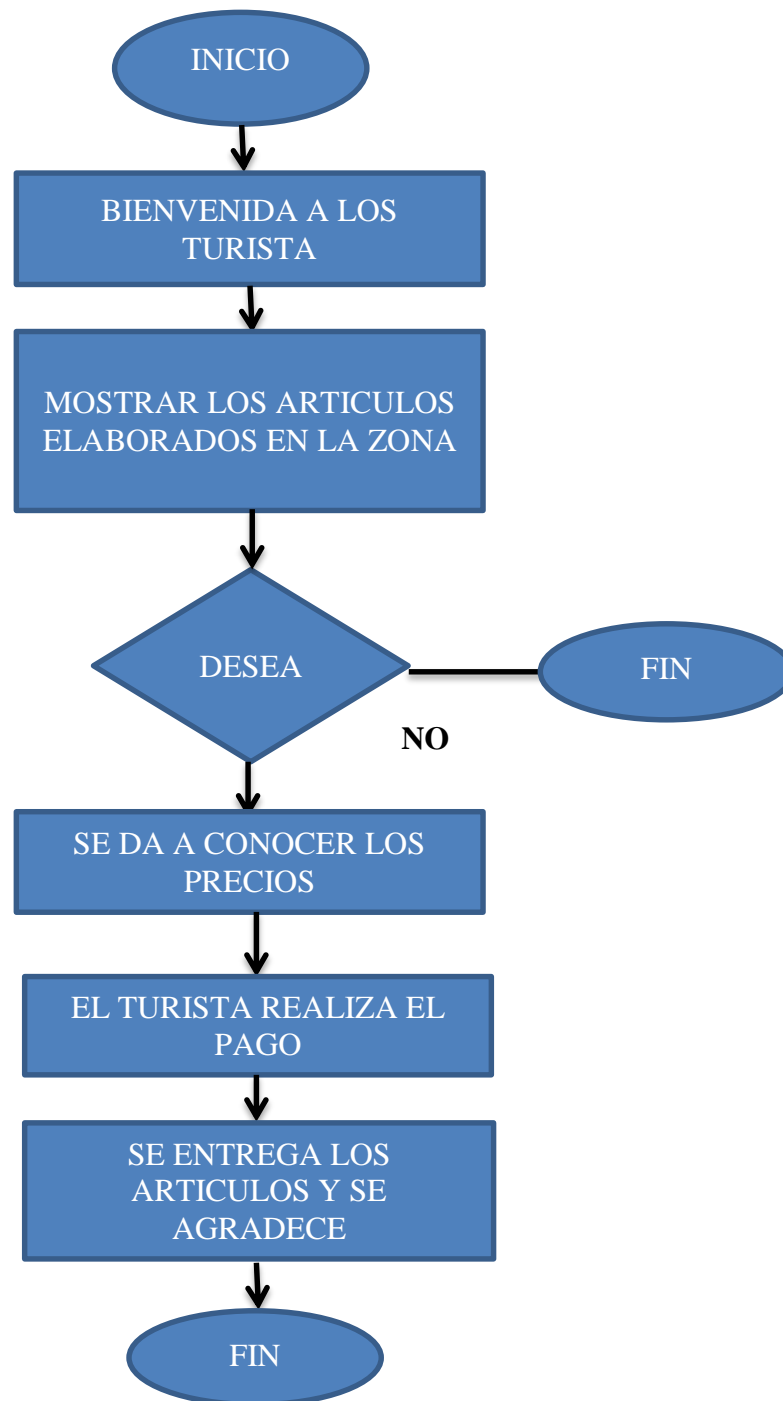 INICIO
BIENVENIDA A LOS
TURISTA
MOSTRAR LOS ARTICULOS
ELABORADOS EN LA ZONA
DESEA
FIN
NO
SE DA A CONOCER LOS
PRECIOS
EL TURISTA REALIZA EL
PAGO
SE ENTREGA LOS
ARTICULOS Y SE
AGRADECE
FIN